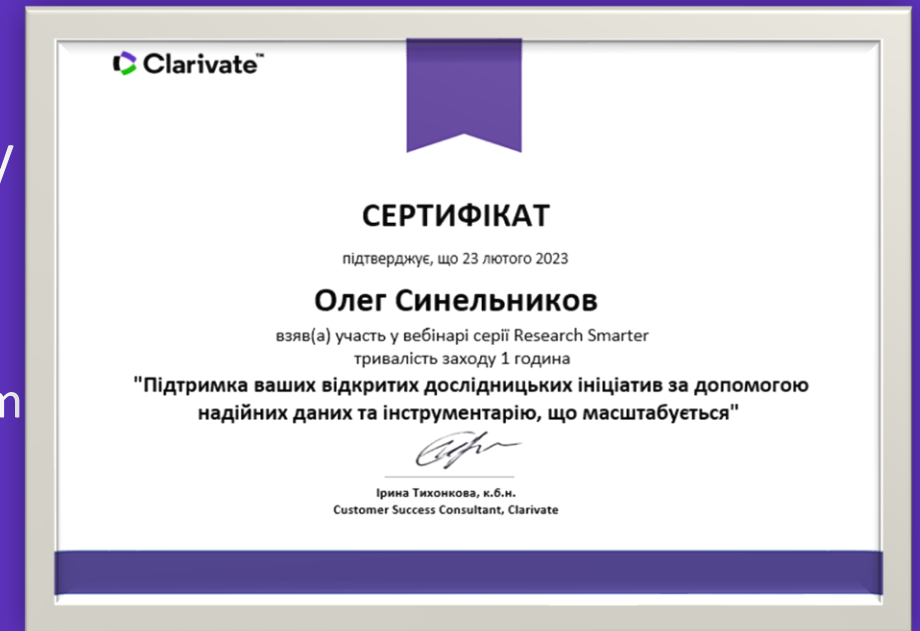 Clarivate™
СЕРТИФІКАТ
підтверджує, що 23 лютого 2023
Олег Синельников
взяв(а) участь у вебінарі серії Research Smarter
тривалість заходу 1 година
"Підтримка ваших відкритих дослідницьких ініціатив за допомогою
надійних даних та інструментарію, що масштабується"
Ірина Тихонкова, к.б.н.
Customer Success Consultant, Clarivate